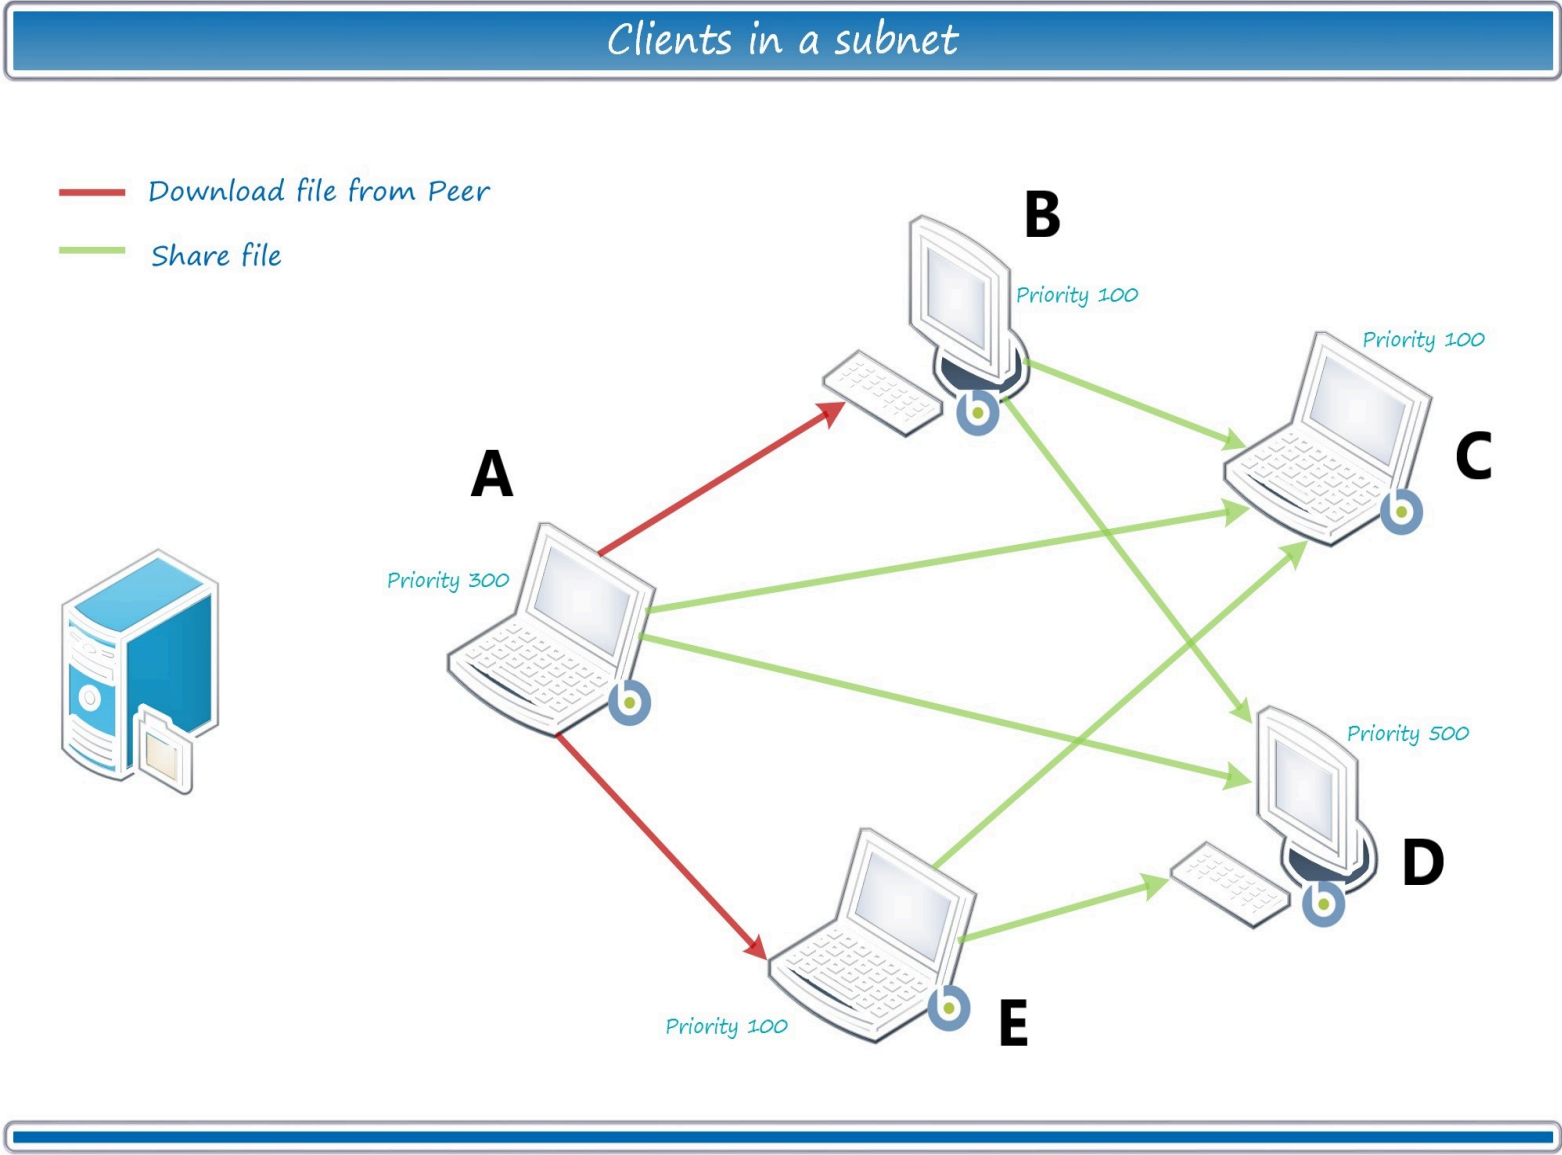 Clients in a subnet
Download file from Peer
Share file
B
Priority 100
Priority 100
C
A
Priority 300
Priority 500
D
E
Priority 100